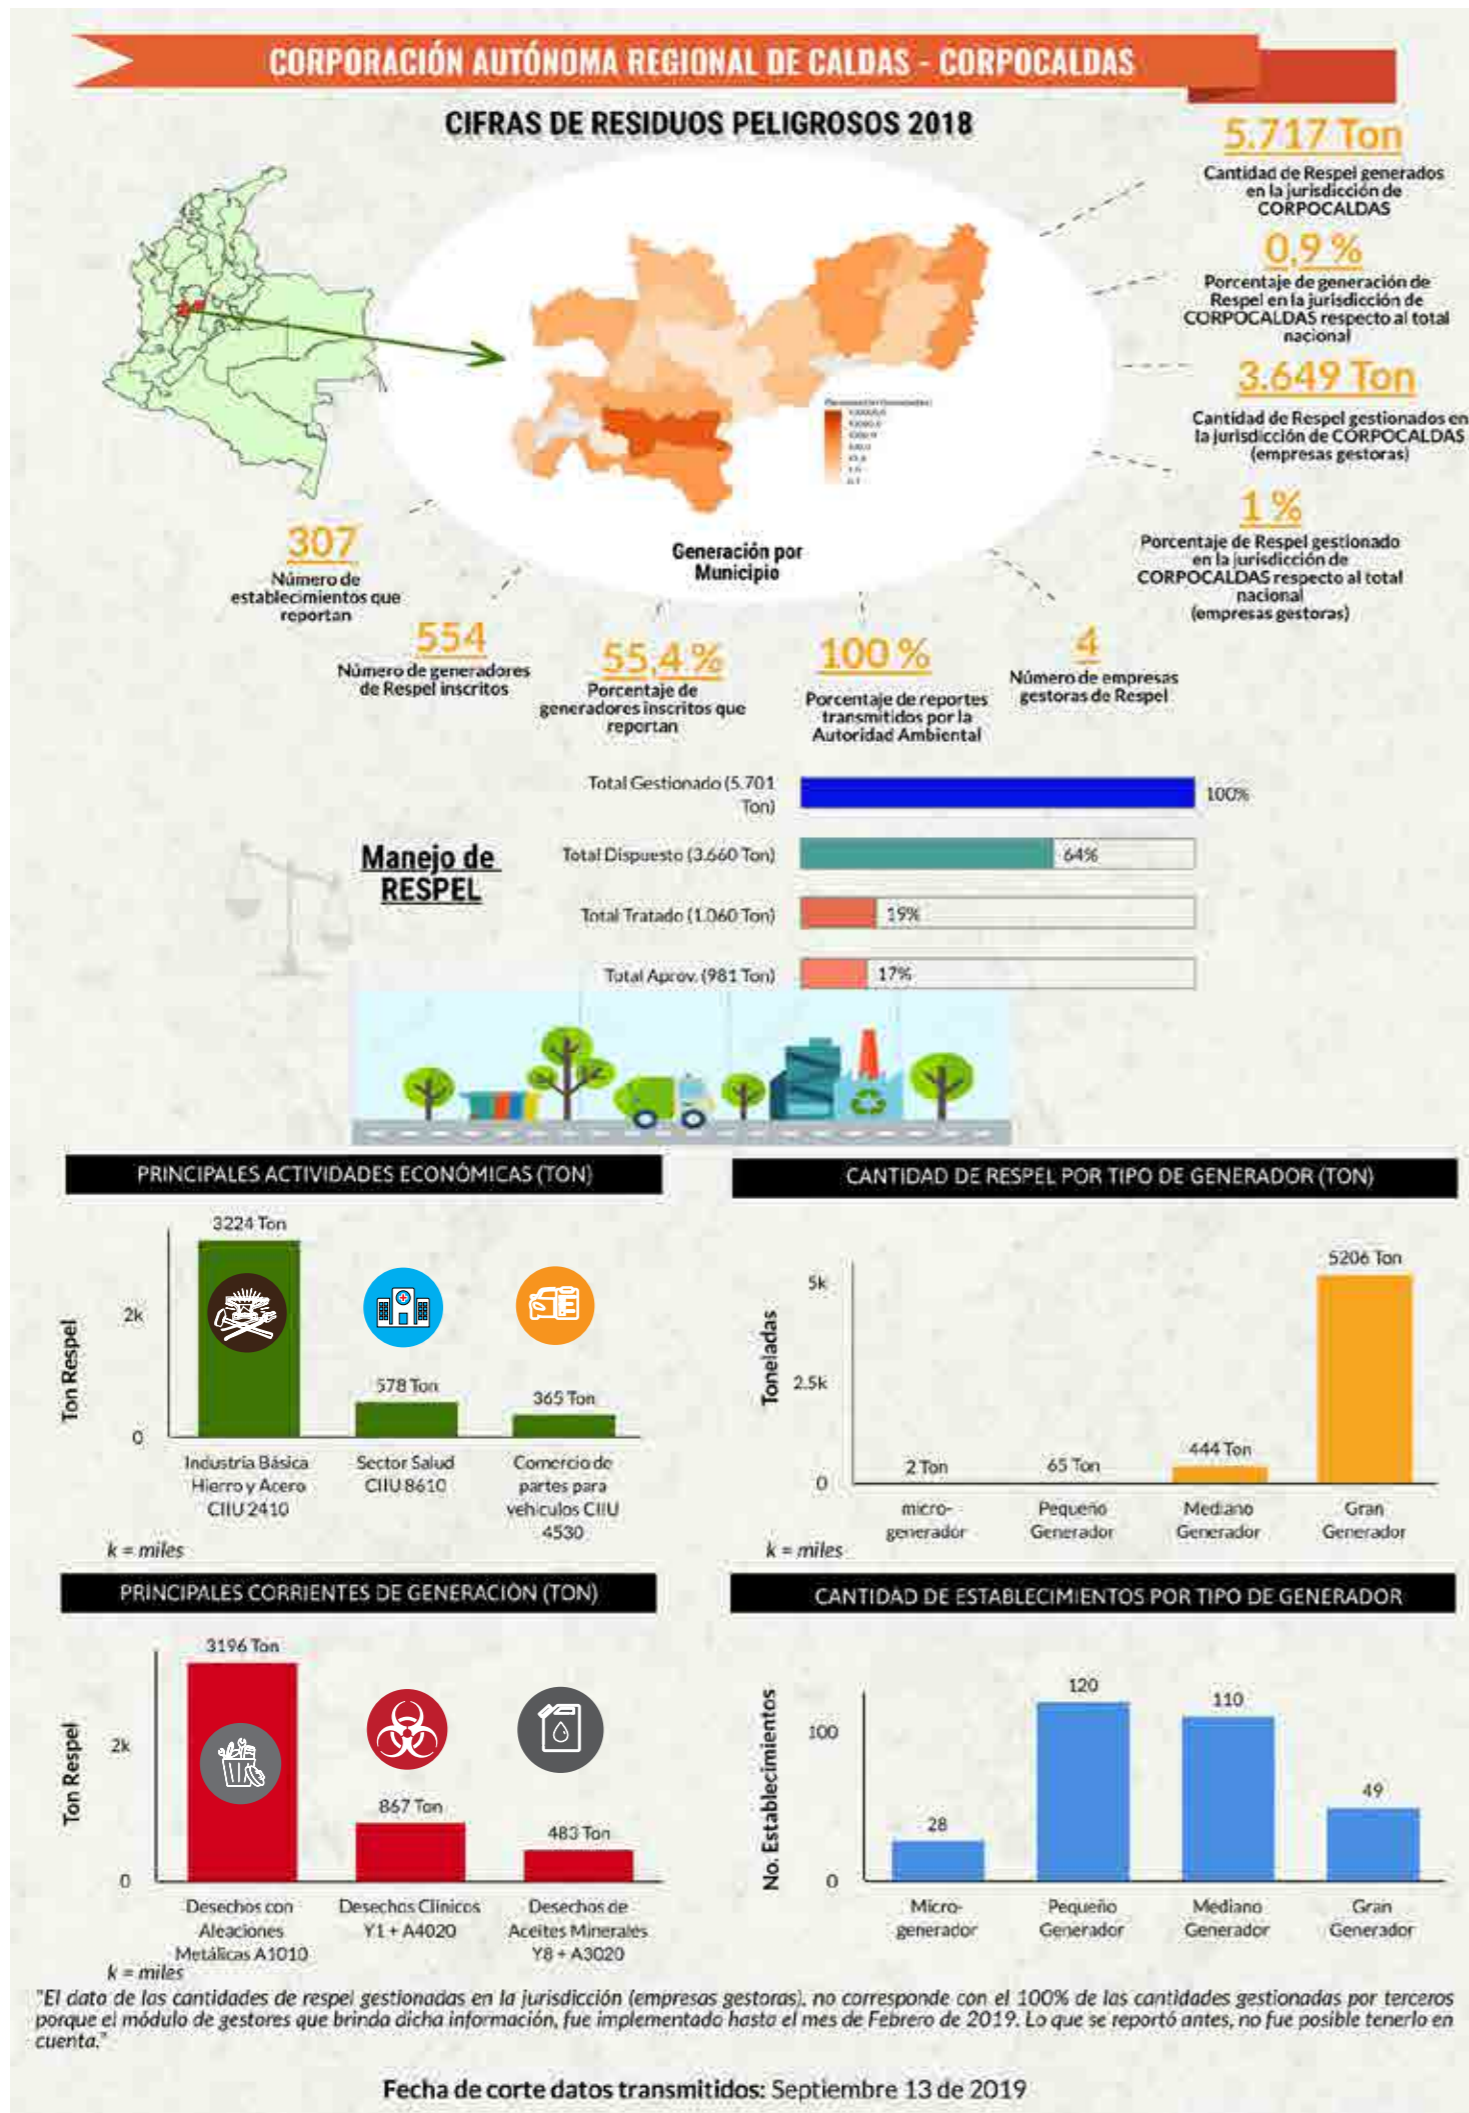 CORPORACIÓN AUTÓNOMA REGIONAL DE CALDAS - CORPOCALDAS
CIFRAS DE RESIDUOS PELIGROSOS 2018
5.717 Ton
Cantidad de Respel generados
en la jurisdicción de
CORPOCALDAS
0,9 %
Porcentaje de generación de
Respel en la jurisdicción de
CORPOCALDAS respecto al total
nacional
3.649 Ton
Cantidad de Respel gestionados en
la jurisdicción de CORPOCALDAS
(empresas gestoras)
1 %
Porcentaje de Respel gestionado
en la jurisdicción de
CORPOCALDAS respecto al total
nacional
(empresas gestoras)
Generación por
Municipio
307
Número de
establecimientos que
reportan
554
Número de generadores
de Respel inscritos
55,4 %
Porcentaje de
generadores inscritos que
reportan
100 %
Porcentaje de reportes
transmitidos por la
Autoridad Ambiental
4
Número de empresas
gestoras de Respel
Manejo de
RESPEL
Total Gestionado (5.701
Ton)
100%
Total Dispuesto (3.660 Ton)
64%
Total Tratado (1.060 Ton)
19%
Total Aprov. (981 Ton)
17%
PRINCIPALES ACTIVIDADES ECONÓMICAS (TON)
Ton Respel
2k
0
3224 Ton
578 Ton
365 Ton
Industria Básica
Hierro y Acero
CIIU 2410
Sector Salud
CIIU 8610
Comercio de
partes para
vehículos CIIU
4530
k = miles
CANTIDAD DE RESPEL POR TIPO DE GENERADOR (TON)
Toneladas
5k
2.5k
0
2 Ton
65 Ton
444 Ton
5206 Ton
micro-
generador
Pequeño
Generador
Mediano
Generador
Gran
Generador
k = miles
PRINCIPALES CORRIENTES DE GENERACIÓN (TON)
Ton Respel
2k
0
3196 Ton
867 Ton
483 Ton
Desechos con
Aleaciones
Metálicas A1010
Desechos Clínicos
Y1 + A4020
Desechos de
Aceites Minerales
Y8 + A3020
k = miles
CANTIDAD DE ESTABLECIMIENTOS POR TIPO DE GENERADOR
No. Establecimientos
100
0
28
120
110
49
Micro-
generador
Pequeño
Generador
Mediano
Generador
Gran
Generador
"El dato de las cantidades de respel gestionadas en la jurisdicción (empresas gestoras), no corresponde con el 100% de las cantidades gestionadas por terceros
porque el módulo de gestores que brinda dicha información, fue implementado hasta el mes de Febrero de 2019. Lo que se reportó antes, no fue posible tenerlo en
cuenta."
Fecha de corte datos transmitidos: Septiembre 13 de 2019